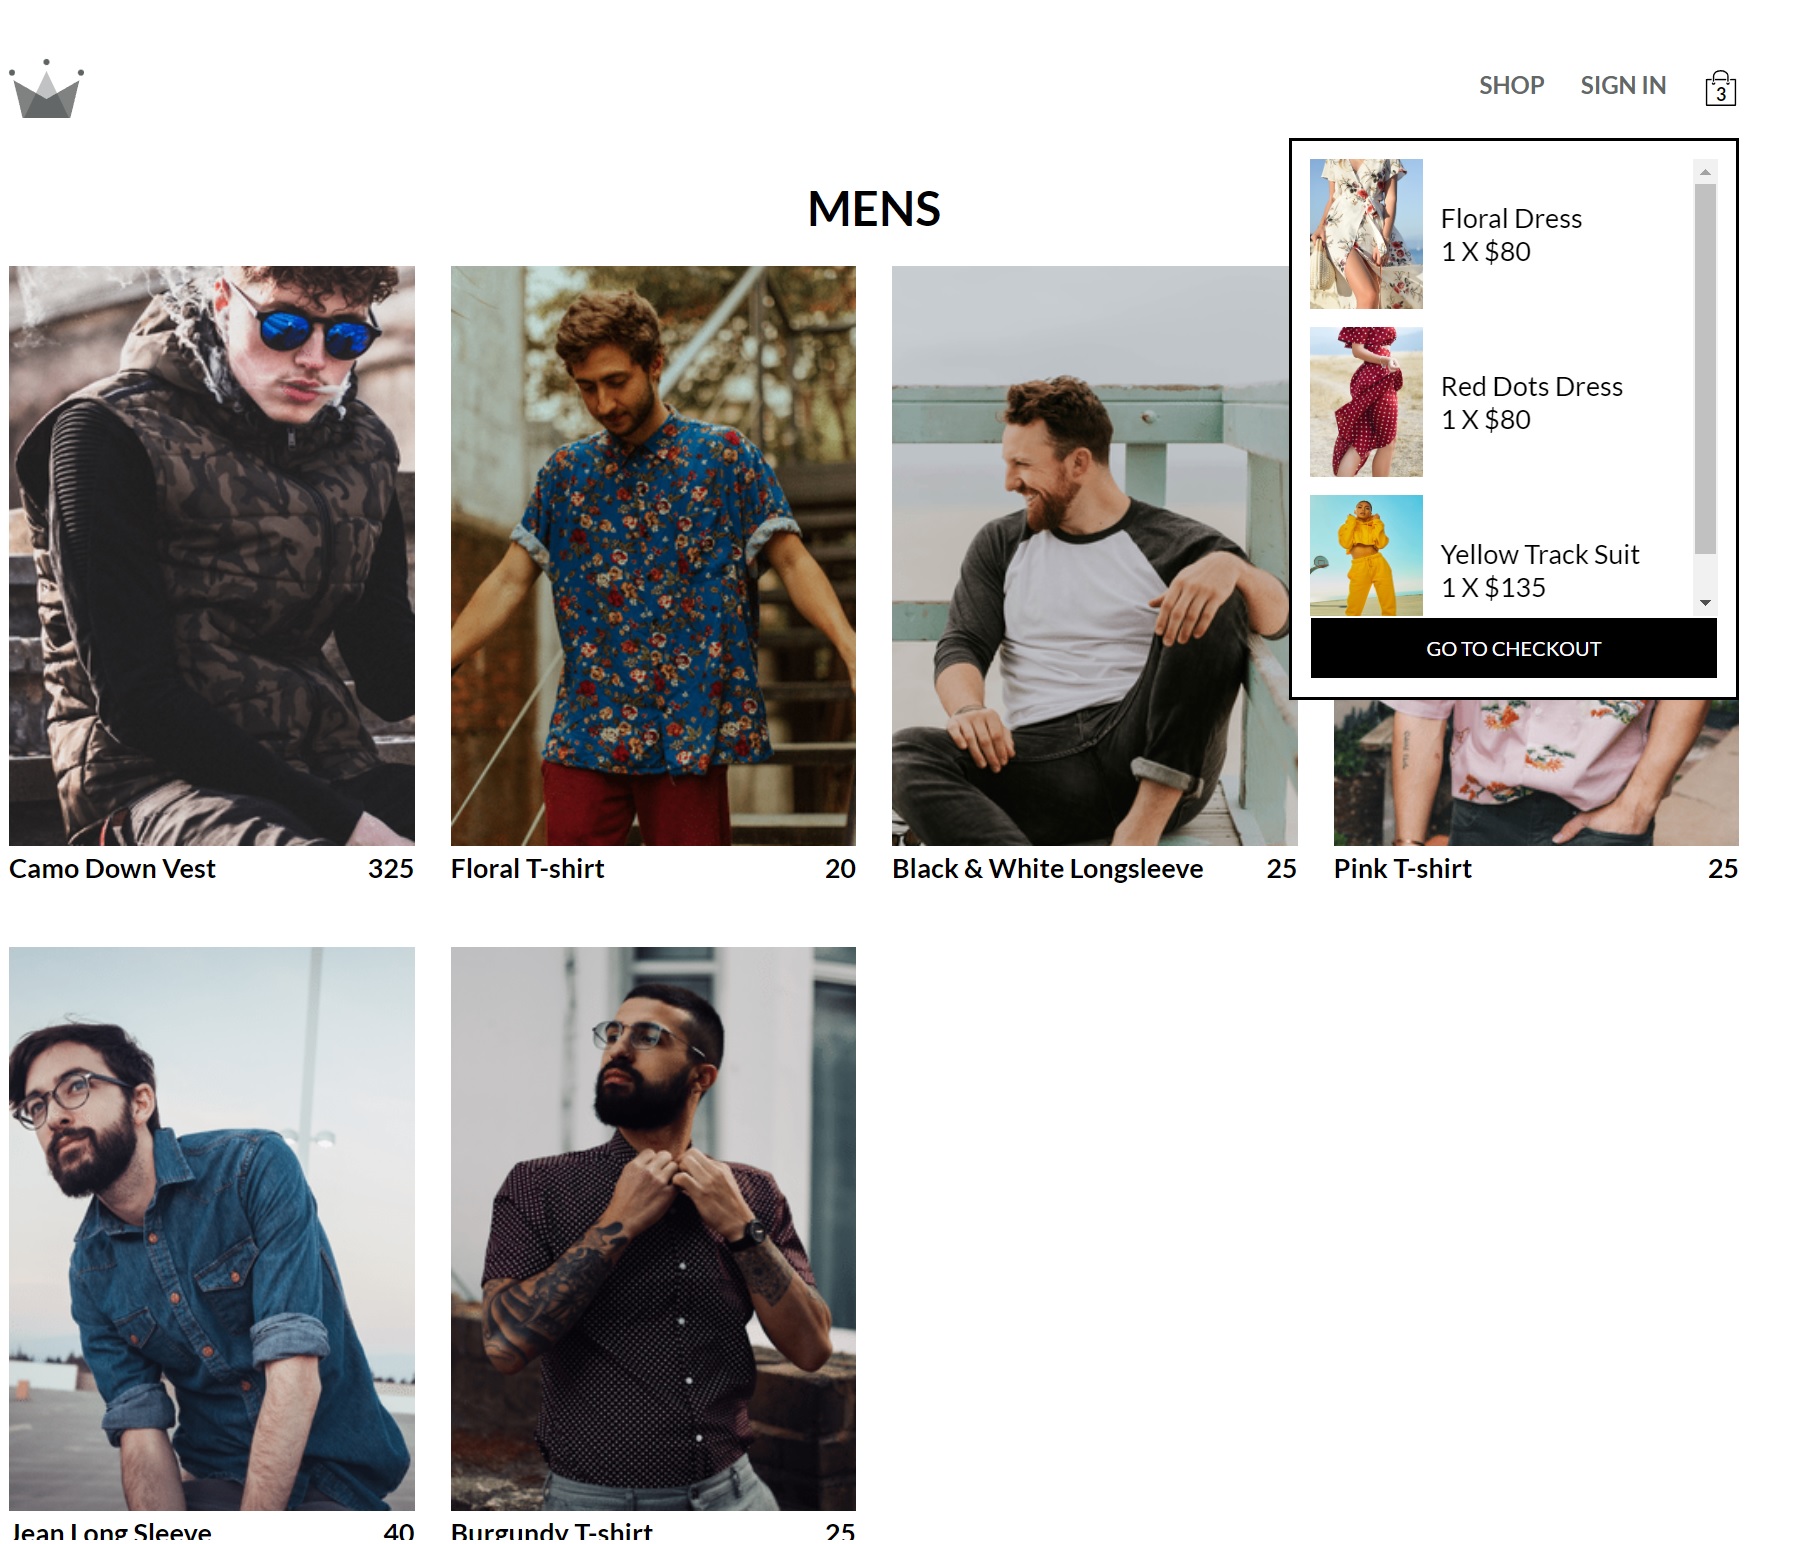 SHOP SIGN IN
3
MENS
Floral Dress
1 X $80
Red Dots Dress
1 X $80
Yellow Track Suit
1 X $135
GO TO CHECKOUT
Camo Down Vest 325
Floral T-shirt 20
Black & White Longsleeve 25
Pink T-shirt 25
Jean Long Sleeve 40
Burgundy T-shirt 25